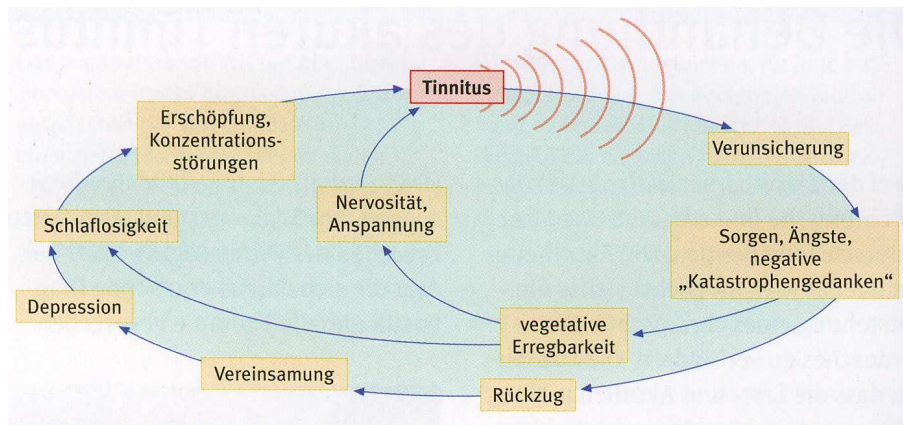 Tinnitus
Verunsicherung
Sorgen, Ängste,
negative
„Katastrophengedanken“
vegetative
Erregbarkeit
Rückzug
Vereinsamung
Depression
Schlaflosigkeit
Erschöpfung,
Konzentrations-
störungen
Nervosität,
Anspannung